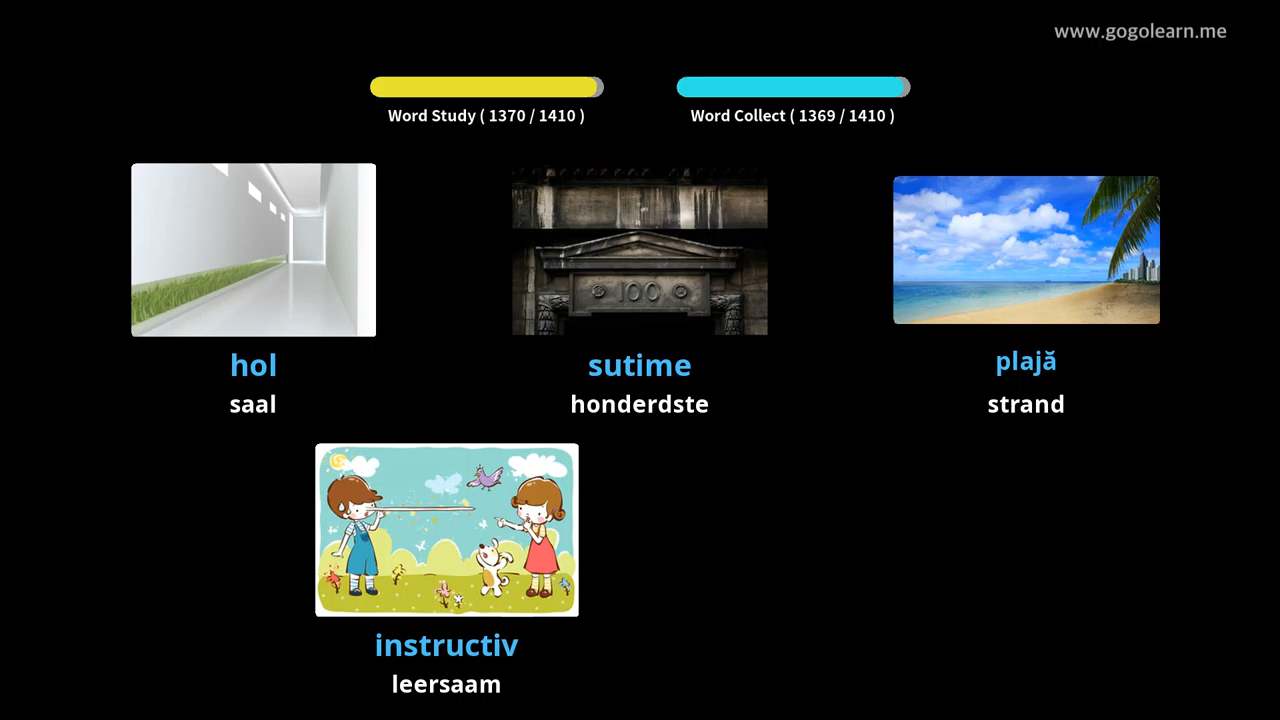 www.gogolearn.me
Word Study ( 1370 / 1410 )
Word Collect ( 1369 / 1410 )
100
hol
saal
sutime
honderdste
plajă
strand
instructiv
leersaam